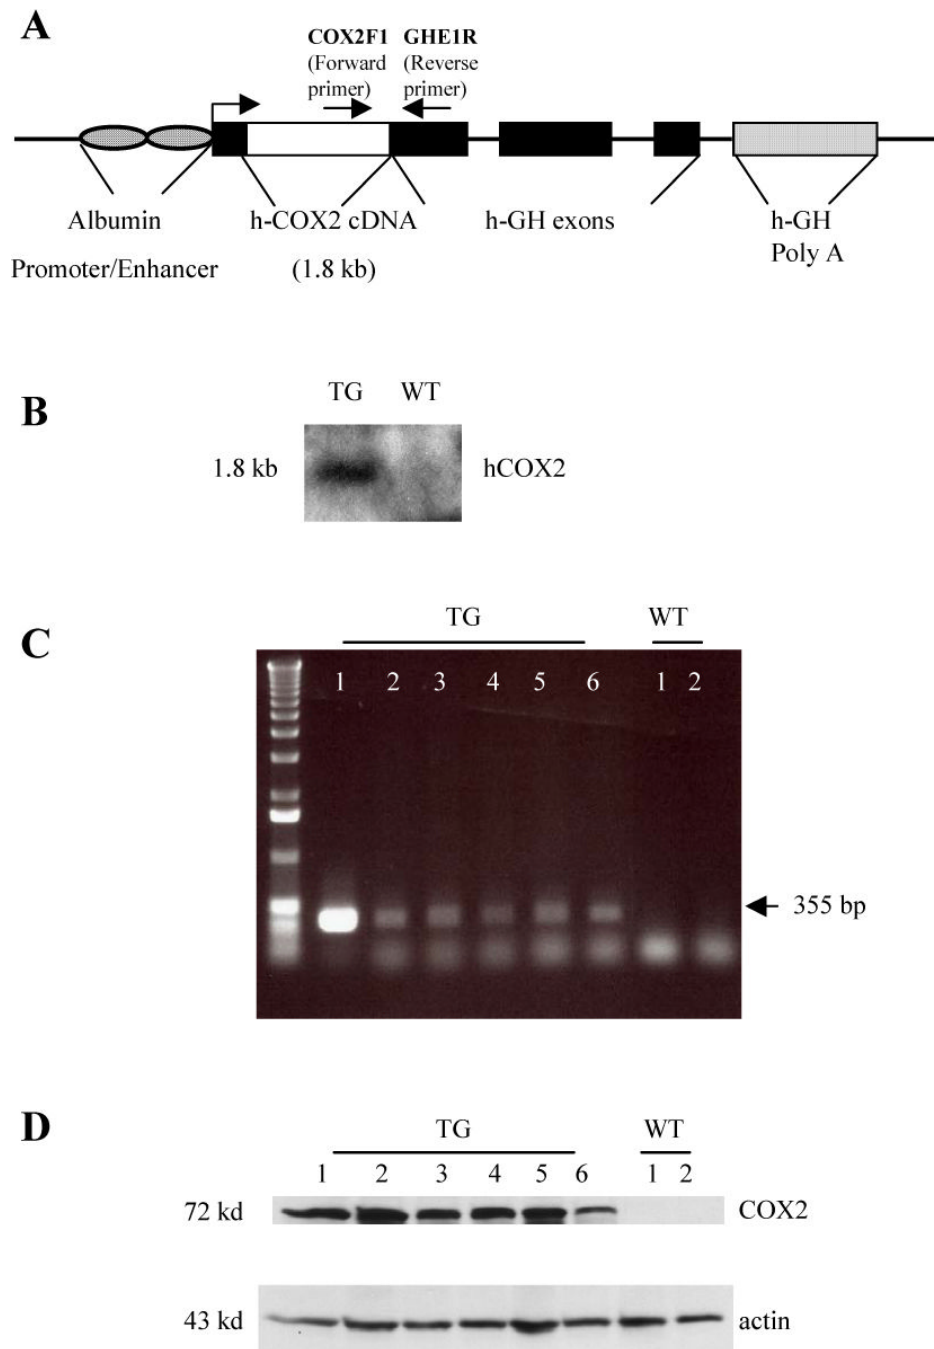 A
COX2F1 GHE1R
(Forward (Reverse
primer) primer)
Albumin h-COX2 cDNA h-GH exons h-GH
Poly A
Promoter/Enhancer (1.8 kb)
B
TG WT
1.8 kb hCOX2
C
TG WT
1 2 3 4 5 6 1 2
355 bp
D
TG WT
1 2 3 4 5 6 1 2
72 kd COX2
43 kd actin